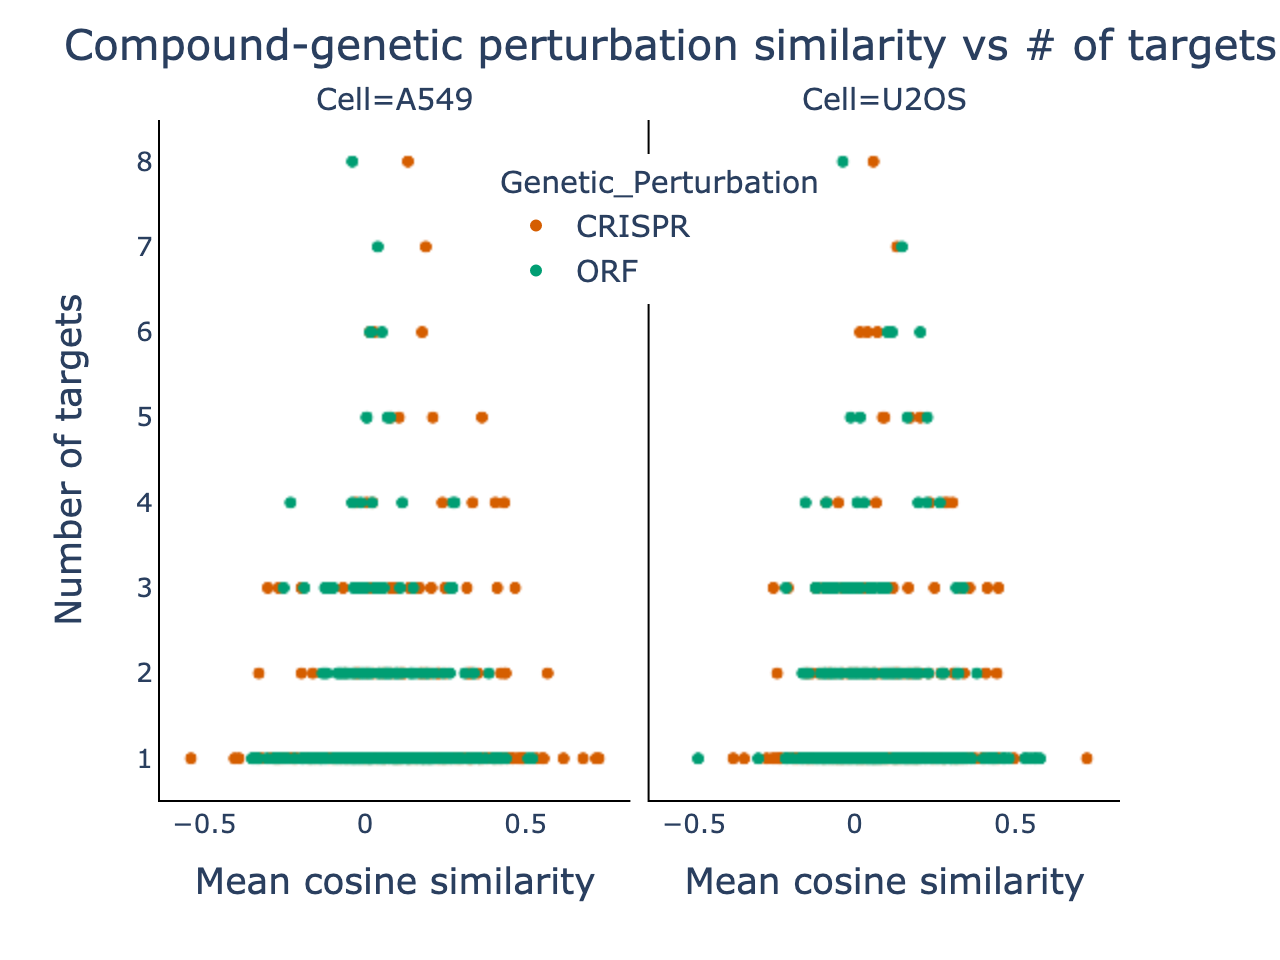 Compound-genetic perturbation similarity vs # of targets
Cell=A549
Cell=U2OS
Number of targets
8
7
6
5
4
3
2
1
Genetic_Perturbation
CRISPR
ORF
−0.5
0
0.5
−0.5
0
0.5
Mean cosine similarity
Mean cosine similarity